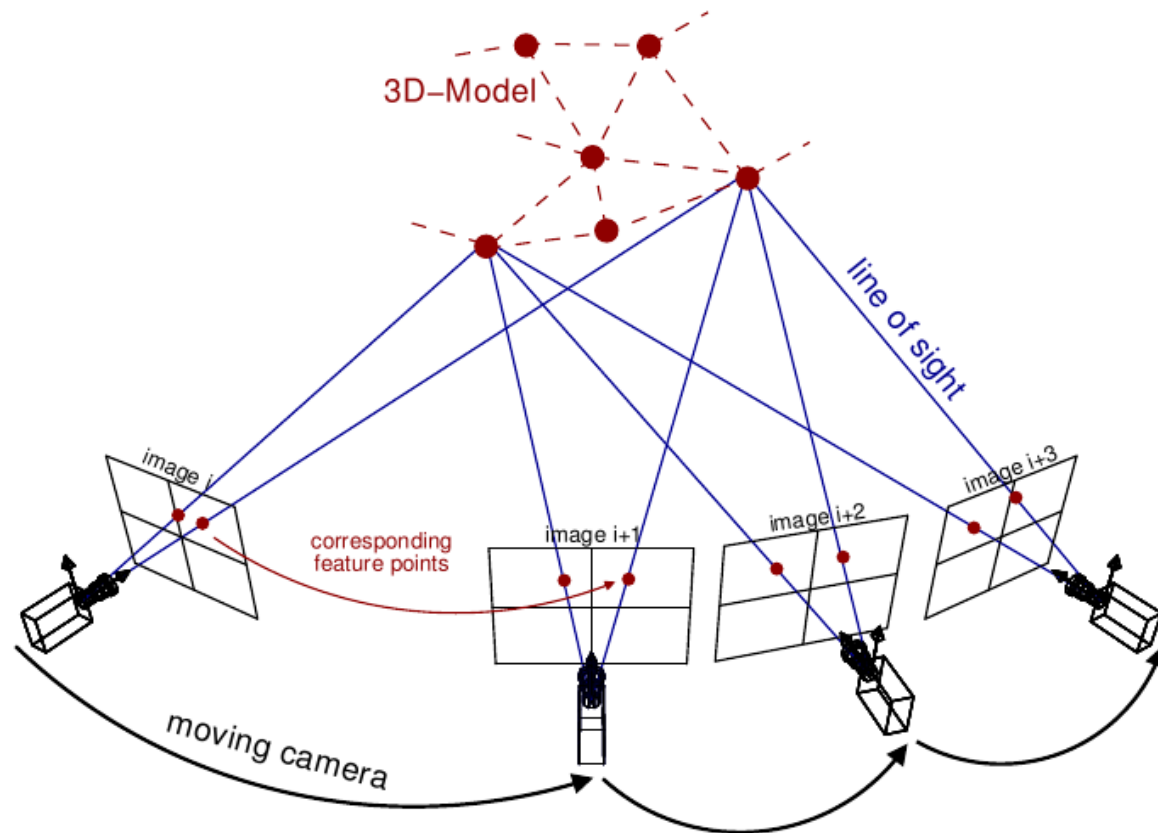 3D−Model
line of sight
image i
image i+1
image i+2
image i+3
corresponding
feature points
moving camera